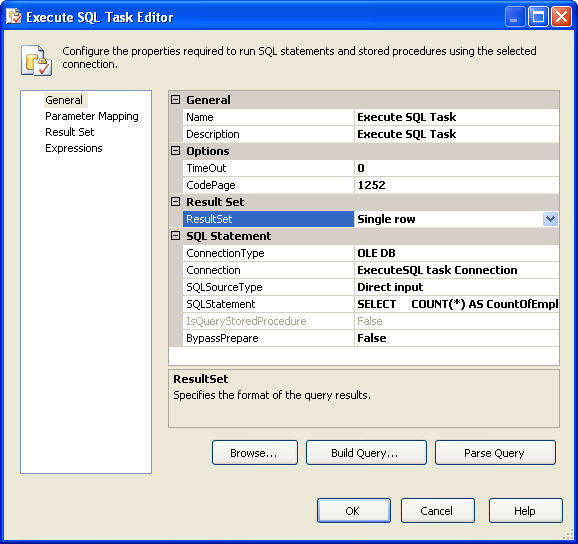 Execute SQL Task Editor
Configure the properties required to run SQL statements and stored procedures using the selected
connection.
General
Parameter Mapping
Result Set
Expressions
General
Name Execute SQL Task
Description Execute SQL Task
Options
TimeOut 0
CodePage 1252
Result Set
ResultSet Single row
SQL Statement
ConnectionType OLE DB
Connection ExecuteSQL task Connection
SQLSourceType Direct input
SQLStatement SELECT COUNT(*) AS CountOfEmpl
IsQueryStoredProcedure False
BypassPrepare False
ResultSet
Specifies the format of the query results.
Browse... Build Query... Parse Query
OK Cancel Help